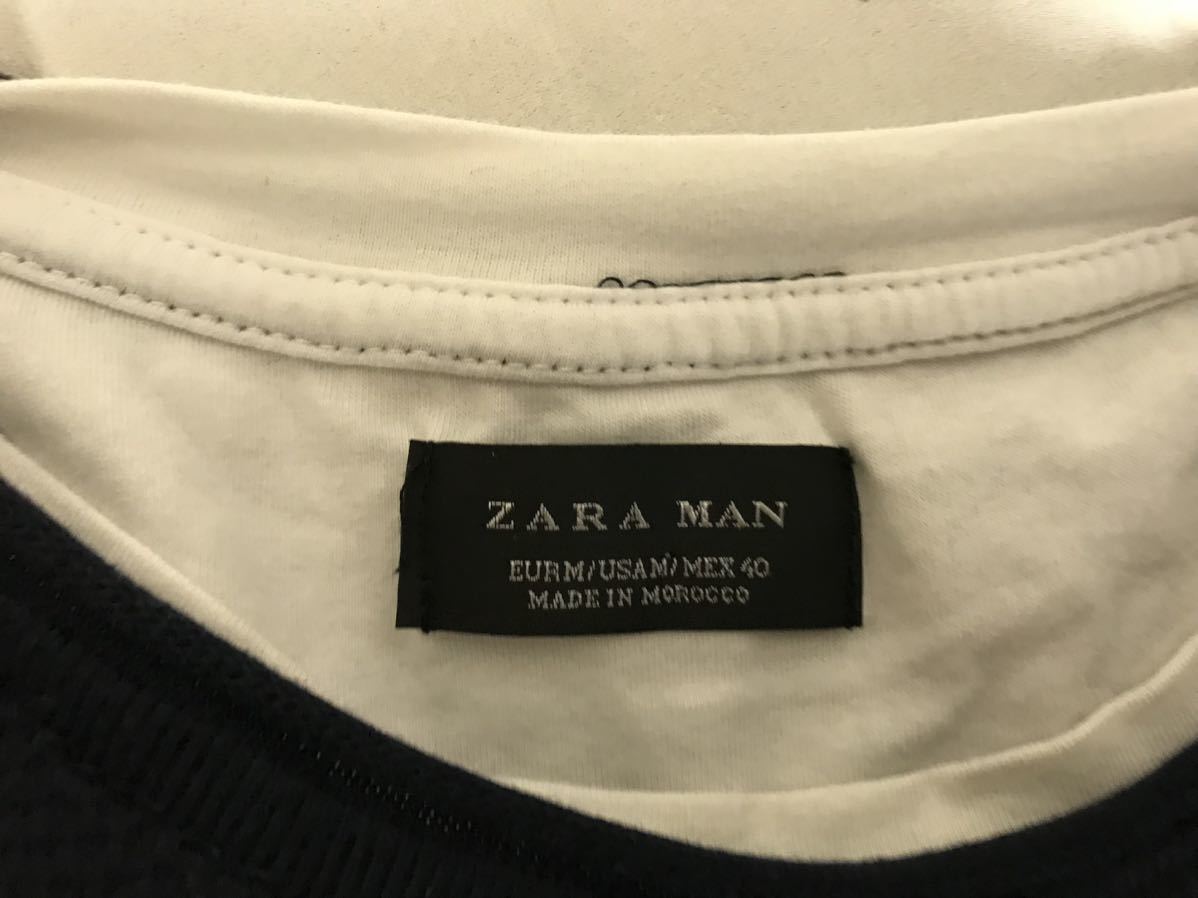 ZARA MAN
EUR M/USA M/MEX 40
MADE IN MOROCCO